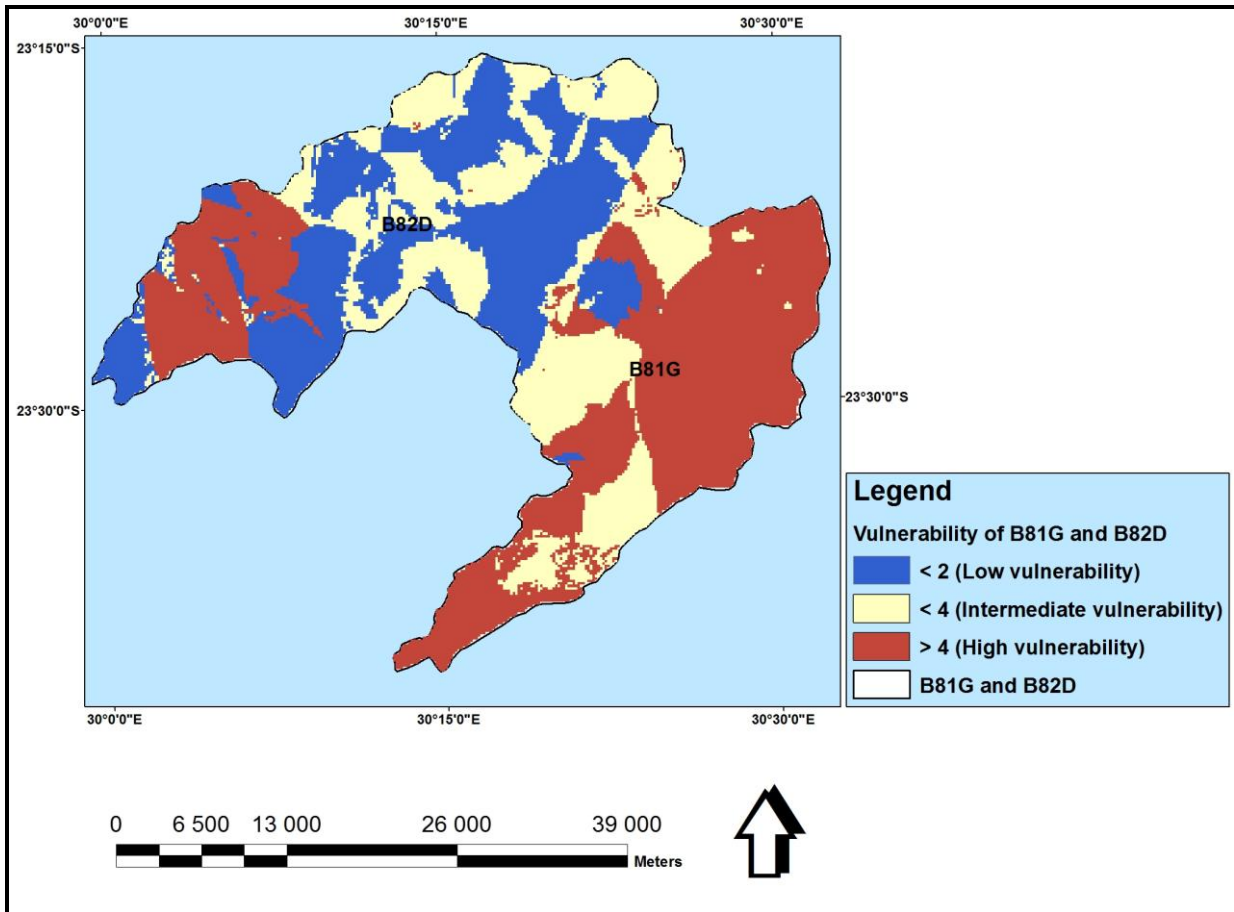 30°0'0"E 30°15'0"E 30°30'0"E
23°15'0"S
B82D
B81G
23°30'0"S 23°30'0"S
Legend
Vulnerability of B81G and B82D
< 2 (Low vulnerability)
< 4 (Intermediate vulnerability)
> 4 (High vulnerability)
B81G and B82D
30°0'0"E 30°15'0"E 30°30'0"E
0 6 500 13 000 26 000 39 000
Meters